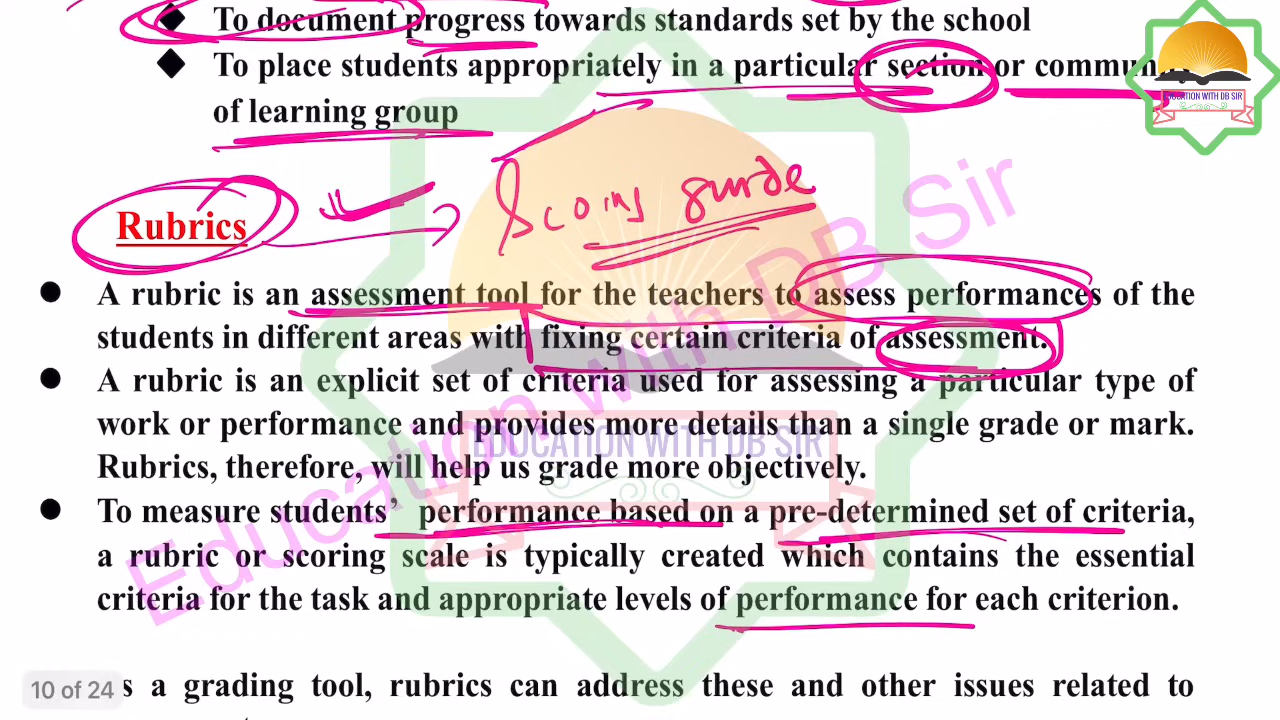 ◆ To document progress towards standards set by the school
◆ To place students appropriately in a particular section or community
of learning group
EDUCATION WITH DB SIR
Rubrics
Scoing gurde
● A rubric is an assessment tool for the teachers to assess performances of the
students in different areas with fixing certain criteria of assessment.
● A rubric is an explicit set of criteria used for assessing a particular type of
work or performance and provides more details than a single grade or mark.
EDUCATION WITH DB SIR
Rubrics, therefore, will help us grade more objectively.
● To measure students’ performance based on a pre-determined set of criteria,
a rubric or scoring scale is typically created which contains the essential
criteria for the task and appropriate levels of performance for each criterion.
Education with DB Sir
10 of 24
s a grading tool, rubrics can address these and other issues related to